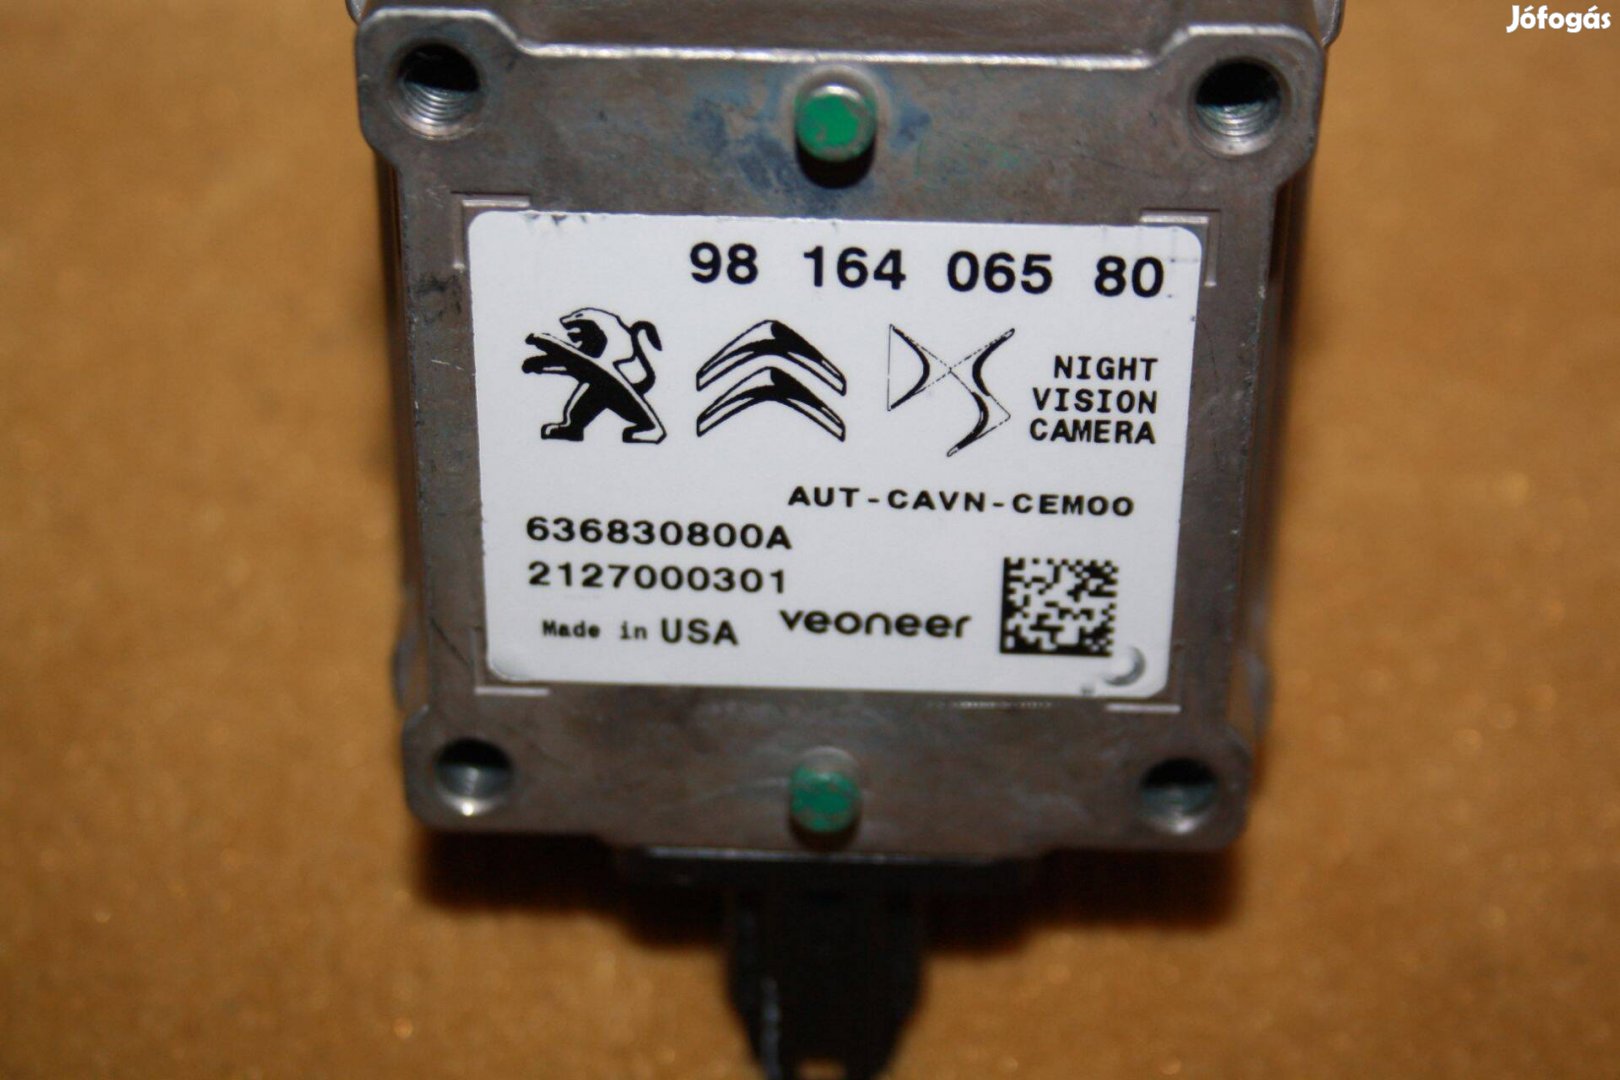 Jófogás
98 164 065 80
NIGHT
VISION
CAMERA
AUT-CAVN-CEM00
636830800A
2127000301
Made in USA veoneer